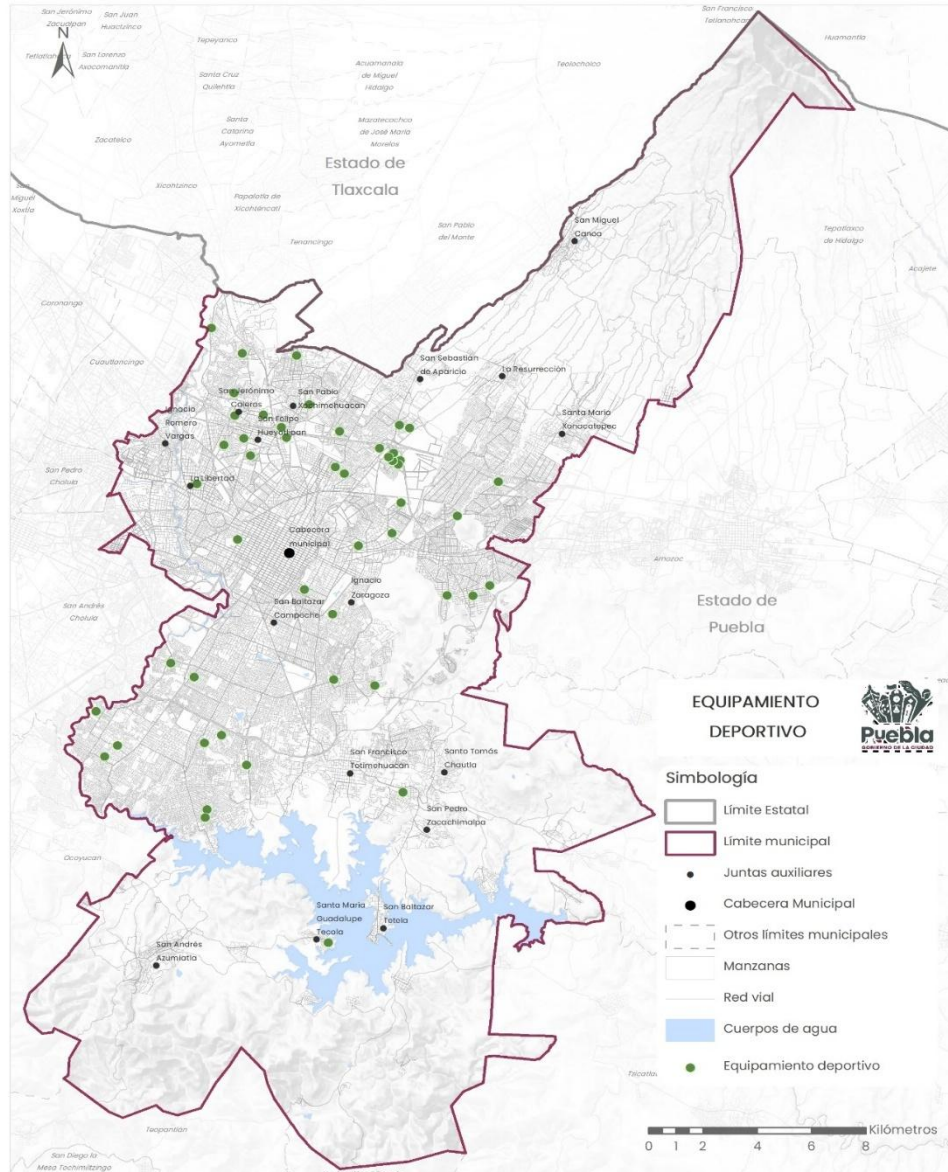 San Jerónimo
Zacualpan
San Juan
Huactzinco
San Francisco
Tetlanohcan
Huamantla
N
Tepeyanco
San Lorenzo
Axocomanitla
Acuamanala
de Miguel
Hidalgo
Teolocholco
Santa Cruz
Quilehtla
Zacatelco
Santa
Catarina
Ayometla
Mazatecochco
de José María
Morelos
Estado de
Tlaxcala
Xicohtzinco
Papalotla de
Xicohténcatl
San Pablo
del Monte
Tenancingo
San Miguel
Canoa
Tepatlaxco
de Hidalgo
Acajete
Coronango
Cuautlancingo
San Sebastián
de Aparicio
La Resurrección
San Jerónimo
Caleras
San Pablo
Xochimehuacan
Ignacio
Romero
Vargas
San Felipe
Hueyotlipan
Santa María
Xonacatepec
San Pedro
Cholula
La Libertad
Cabecera
municipal
Amozoc
Ignacio
Zaragoza
San Andrés
Cholula
San Baltazar
Campeche
Estado de
Puebla
EQUIPAMIENTO
DEPORTIVO
Puebla
GOBIERNO DE LA CIUDAD
San Francisco
Totimehuacan
Santa Tomás
Chautla
San Pedro
Zacachimalpa
Ocoyucan
Santa María
Guadalupe
Tecola
San Baltazar
Tetela
San Andrés
Azumiatla
Simbología
Límite Estatal
Límite municipal
Juntas auxiliares
Cabecera Municipal
Otros límites municipales
Manzanas
Red vial
Cuerpos de agua
Equipamiento deportivo
Teopantlán
San Diego la
Mesa Tochimiltzingo
Kilómetros
0 1 2 4 6 8